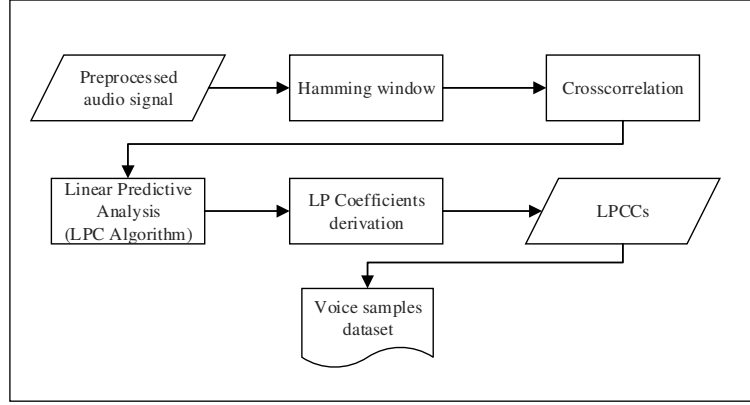 Preprocessed
audio signal
Hamming window
Crosscorrelation
Linear Predictive
Analysis
(LPC Algorithm)
LP Coefficients
derivation
LPCCs
Voice samples
dataset